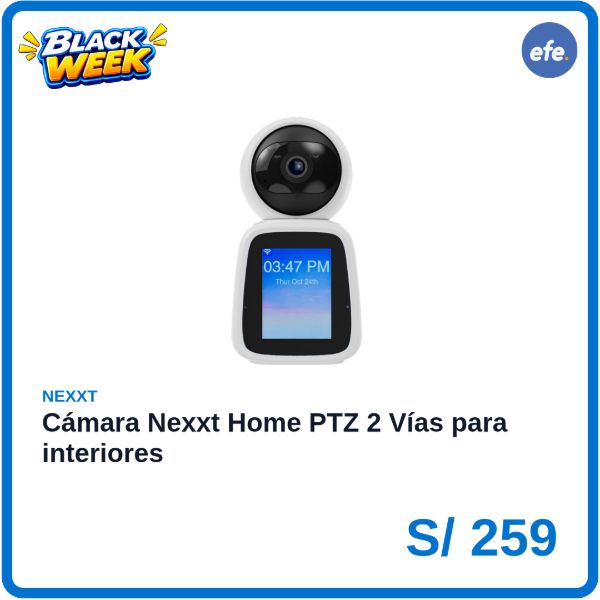 BLACK
WEEK
efe.
03:47 PM
Thur Oct 24th
NEXXT
Cámara Nexxt Home PTZ 2 Vías para
interiores
S/ 259